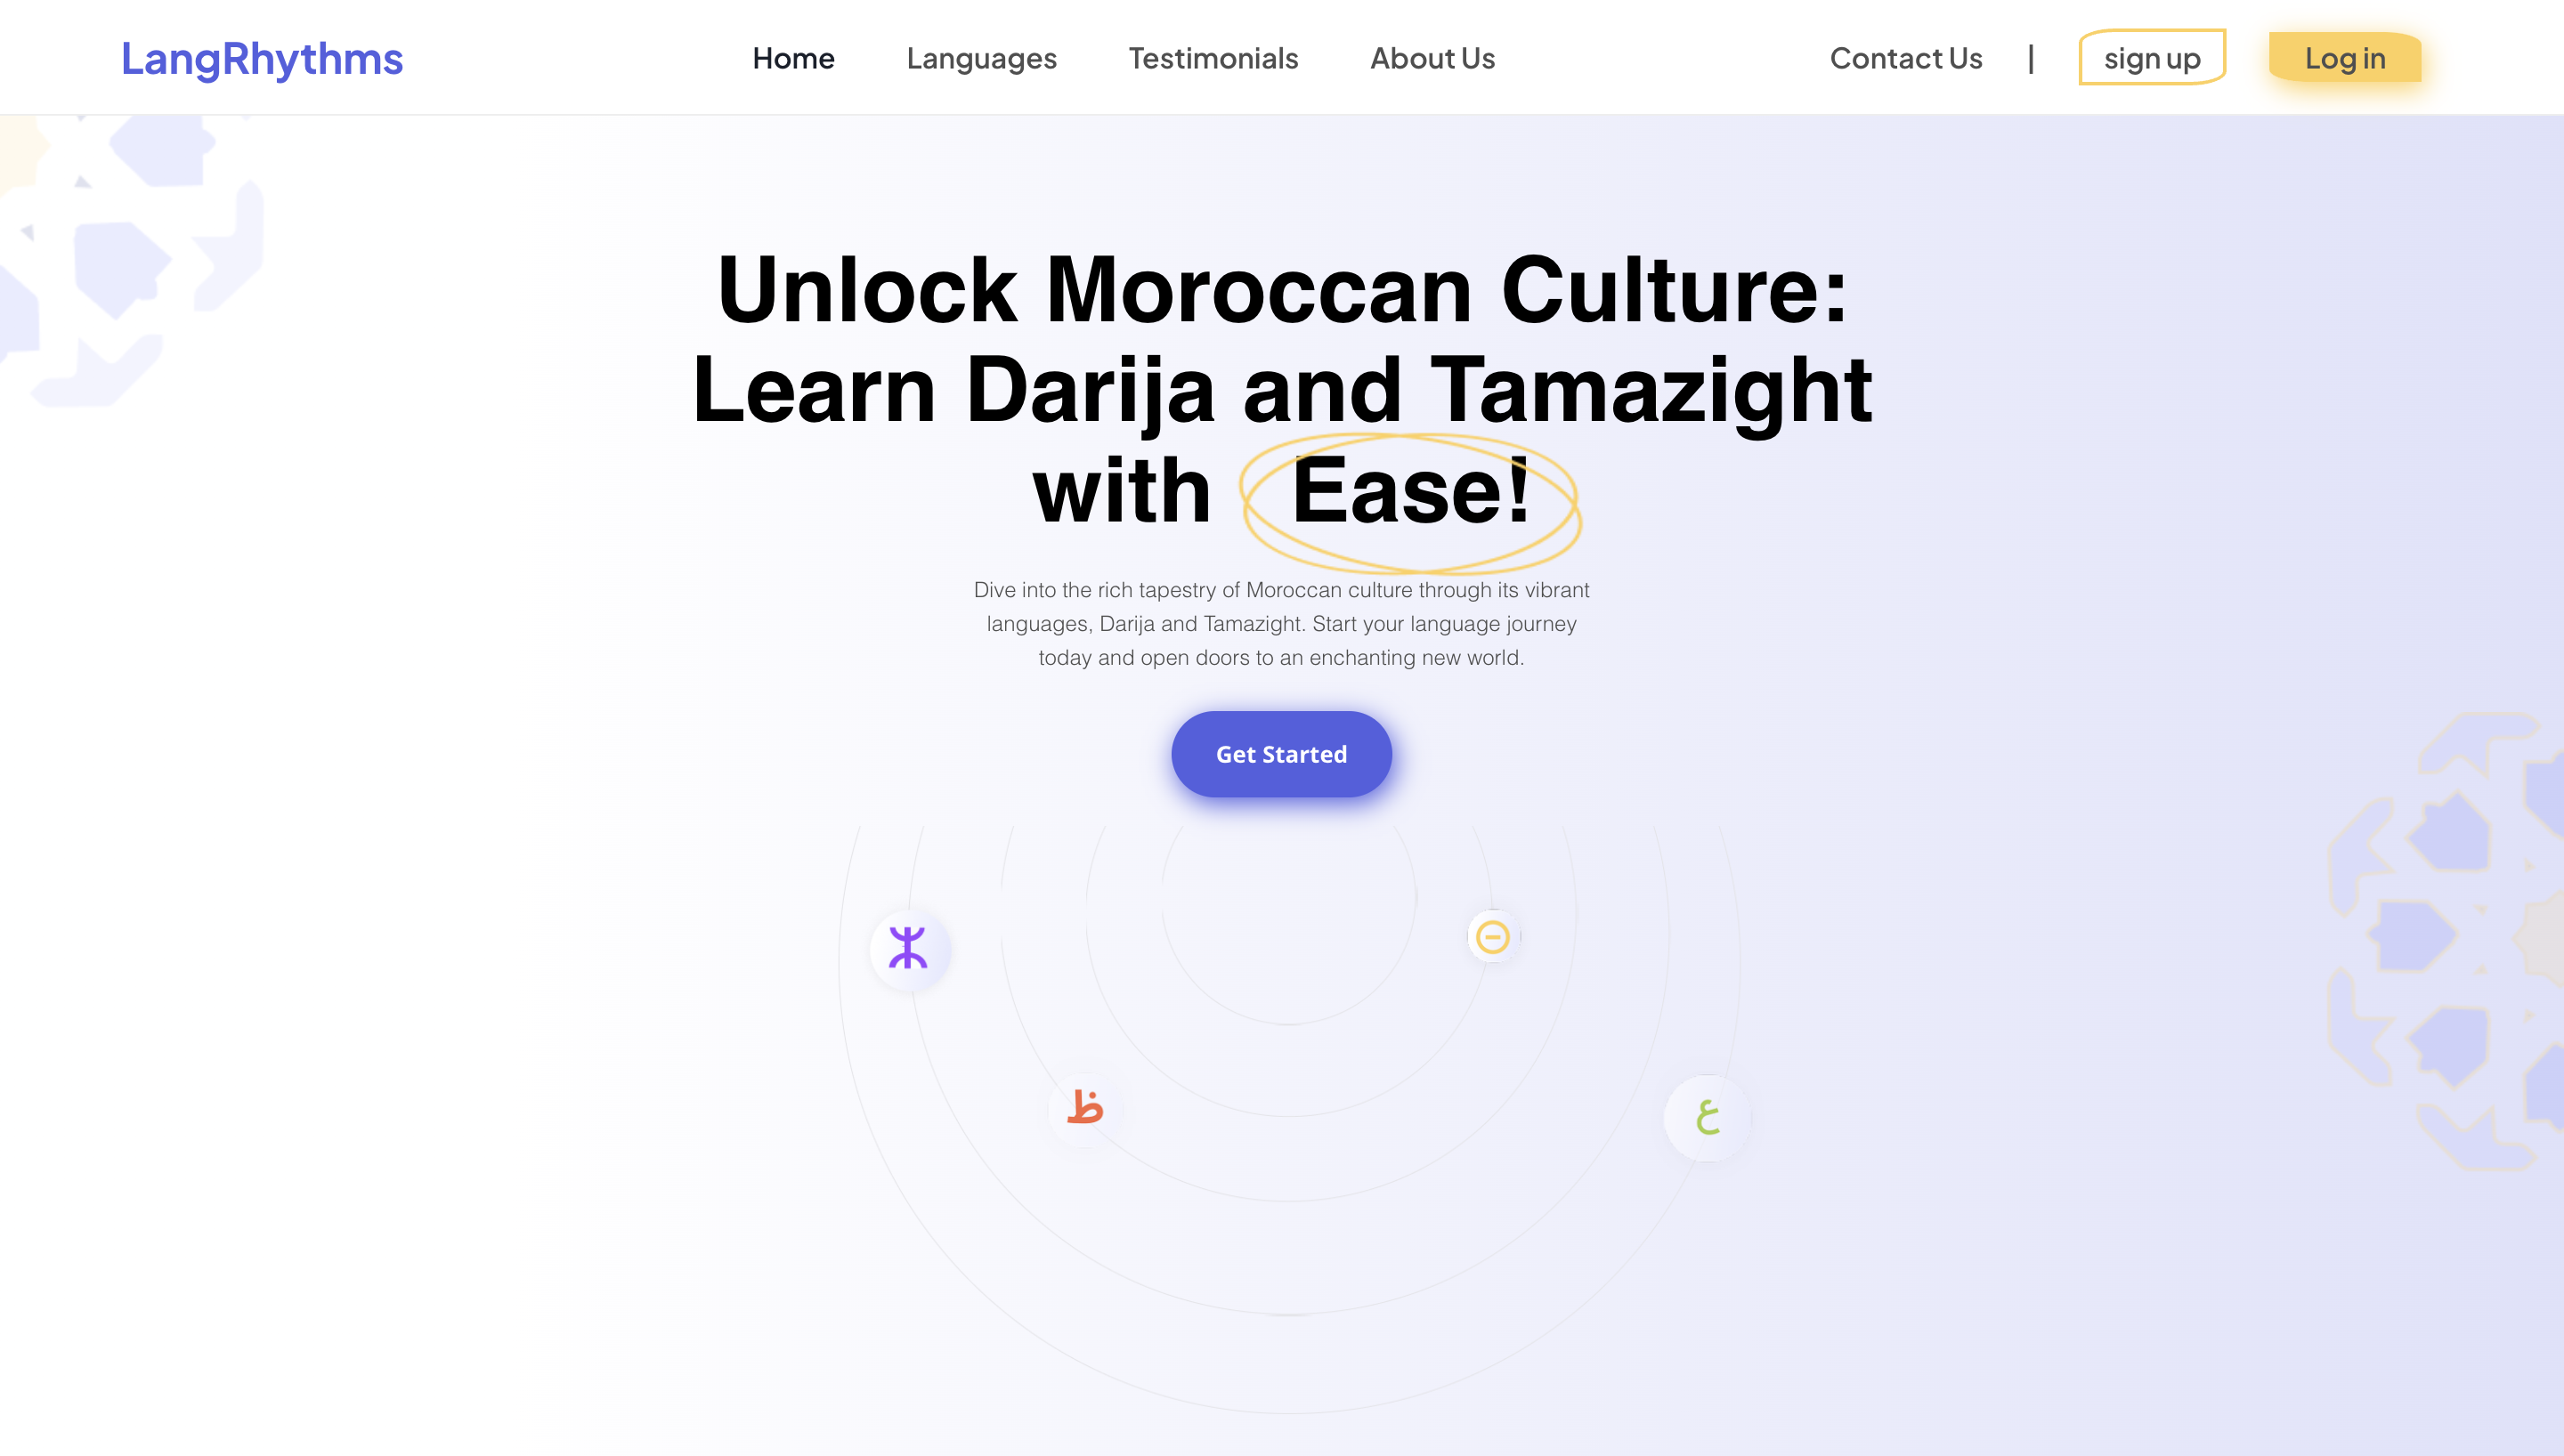 LangRhythms
Home Languages Testimonials About Us Contact Us | sign up Log in
Unlock Moroccan Culture:
Learn Darija and Tamazight
with Ease!
Dive into the rich tapestry of Moroccan culture through its vibrant
languages, Darija and Tamazight. Start your language journey
today and open doors to an enchanting new world.
Get Started
ⵣ
ⴱ
ظ
ع